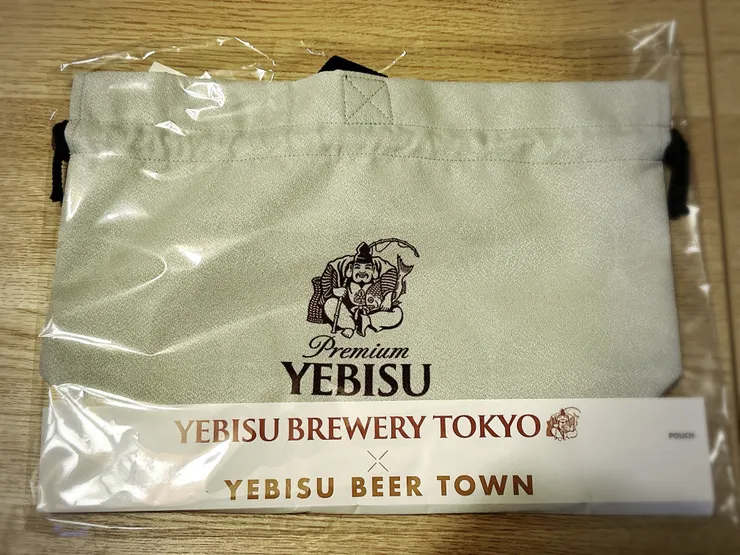 Premium
YEBISU
YEBISU BREWERY TOKYO
POUCH
×
YEBISU BEER TOWN